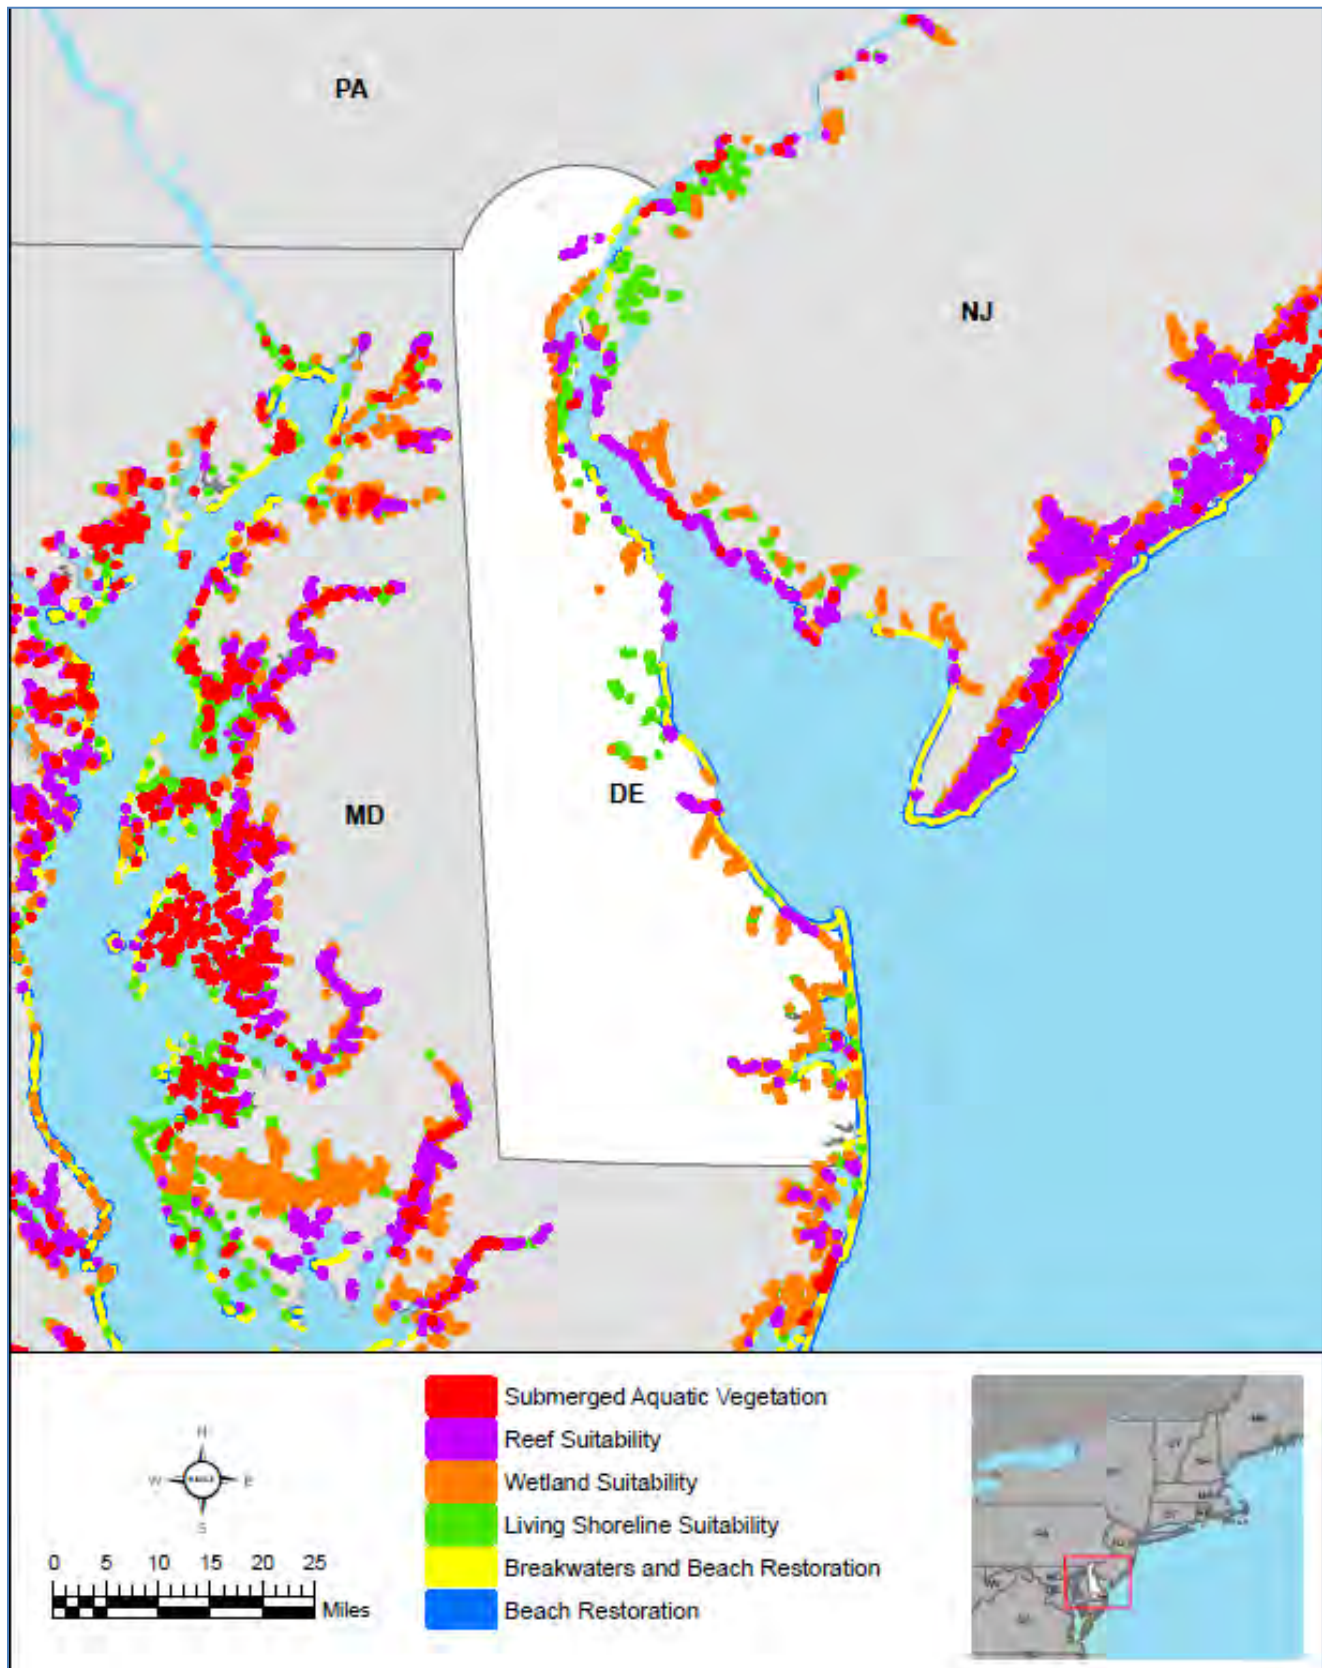 PA
NJ
MD
DE
N
W
E
S
0 5 10 15 20 25
Miles
Submerged Aquatic Vegetation
Reef Suitability
Wetland Suitability
Living Shoreline Suitability
Breakwaters and Beach Restoration
Beach Restoration